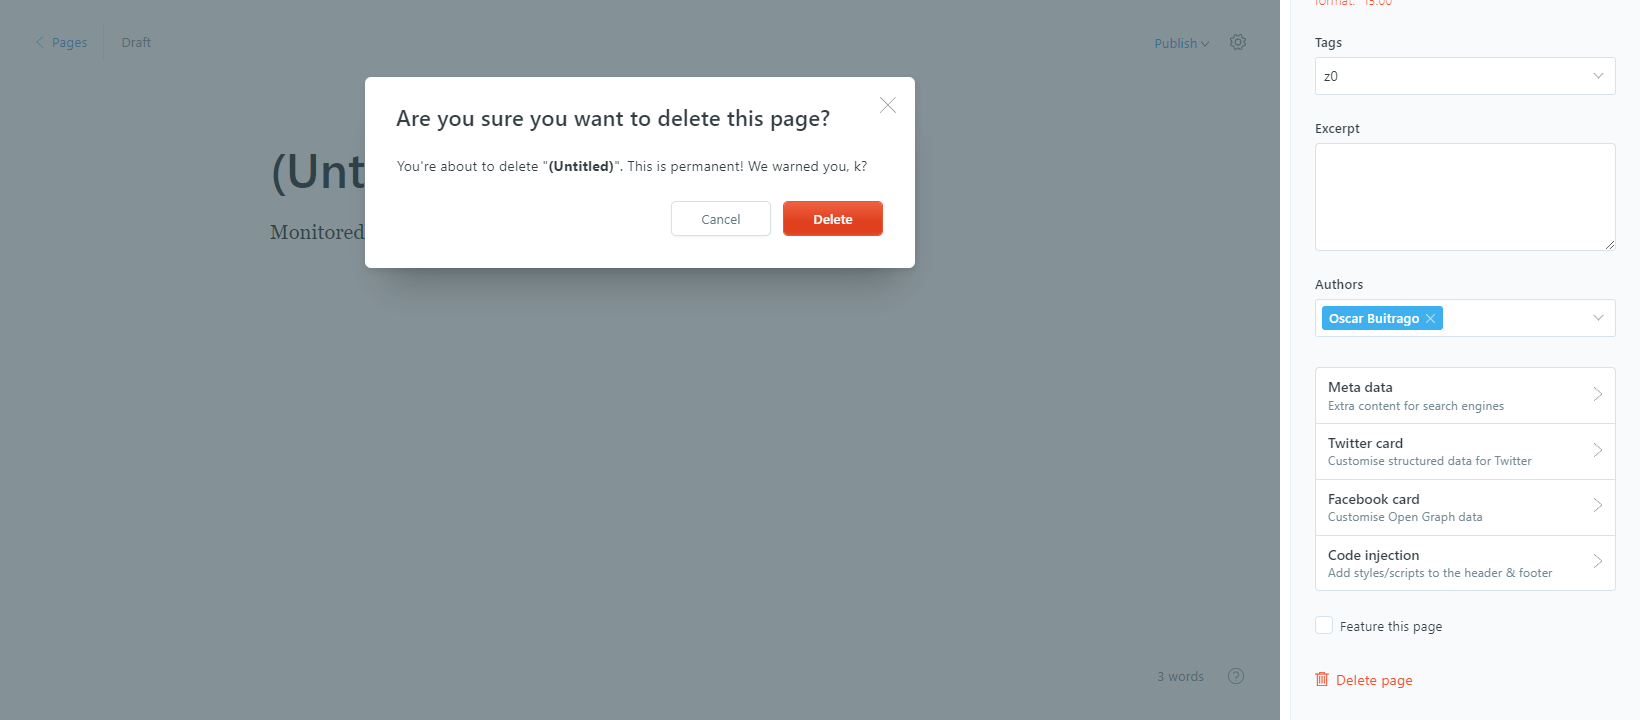 Pages
Draft
Publish
Are you sure you want to delete this page?
You're about to delete "(Untitled)". This is permanent! We warned you, k?
Cancel
Delete
(Unt
Monitored
3 words
?
format: "15:00"
Tags
z0
Excerpt
Authors
Oscar Buitrago
Meta data
Extra content for search engines
Twitter card
Customise structured data for Twitter
Facebook card
Customise Open Graph data
Code injection
Add styles/scripts to the header & footer
Feature this page
Delete page